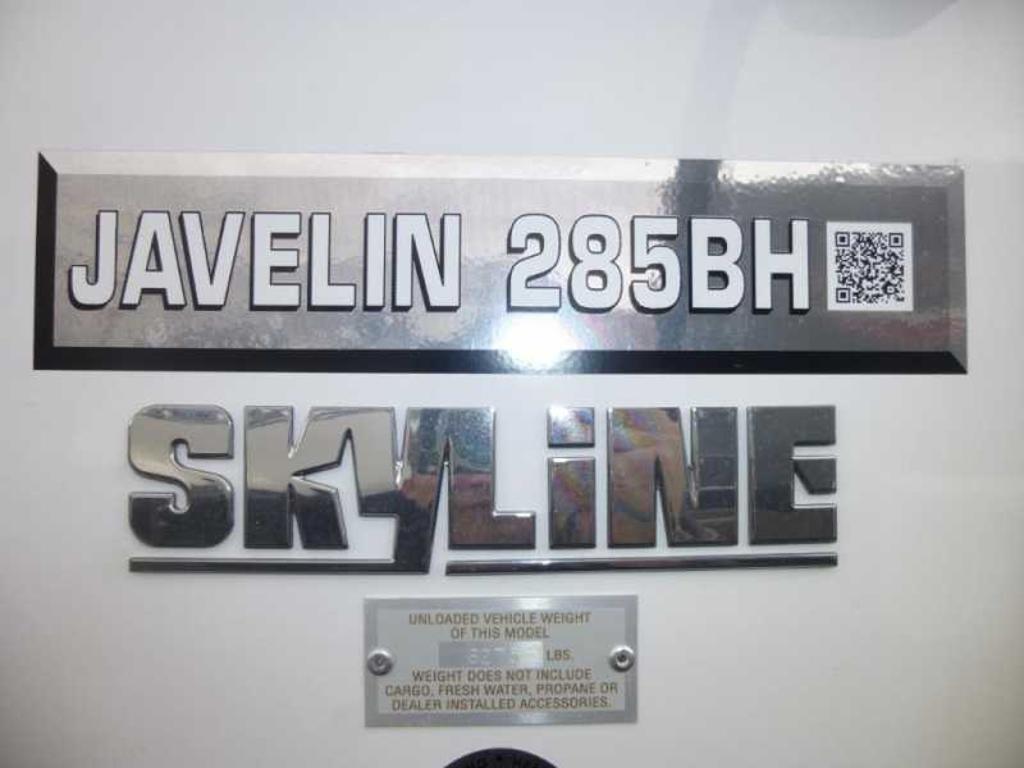 JAVELIN 285BH
SKYLiNE
UNLOADED VEHICLE WEIGHT
OF THIS MODEL
LBS.
WEIGHT DOES NOT INCLUDE
CARGO, FRESH WATER, PROPANE OR
DEALER INSTALLED ACCESSORIES.